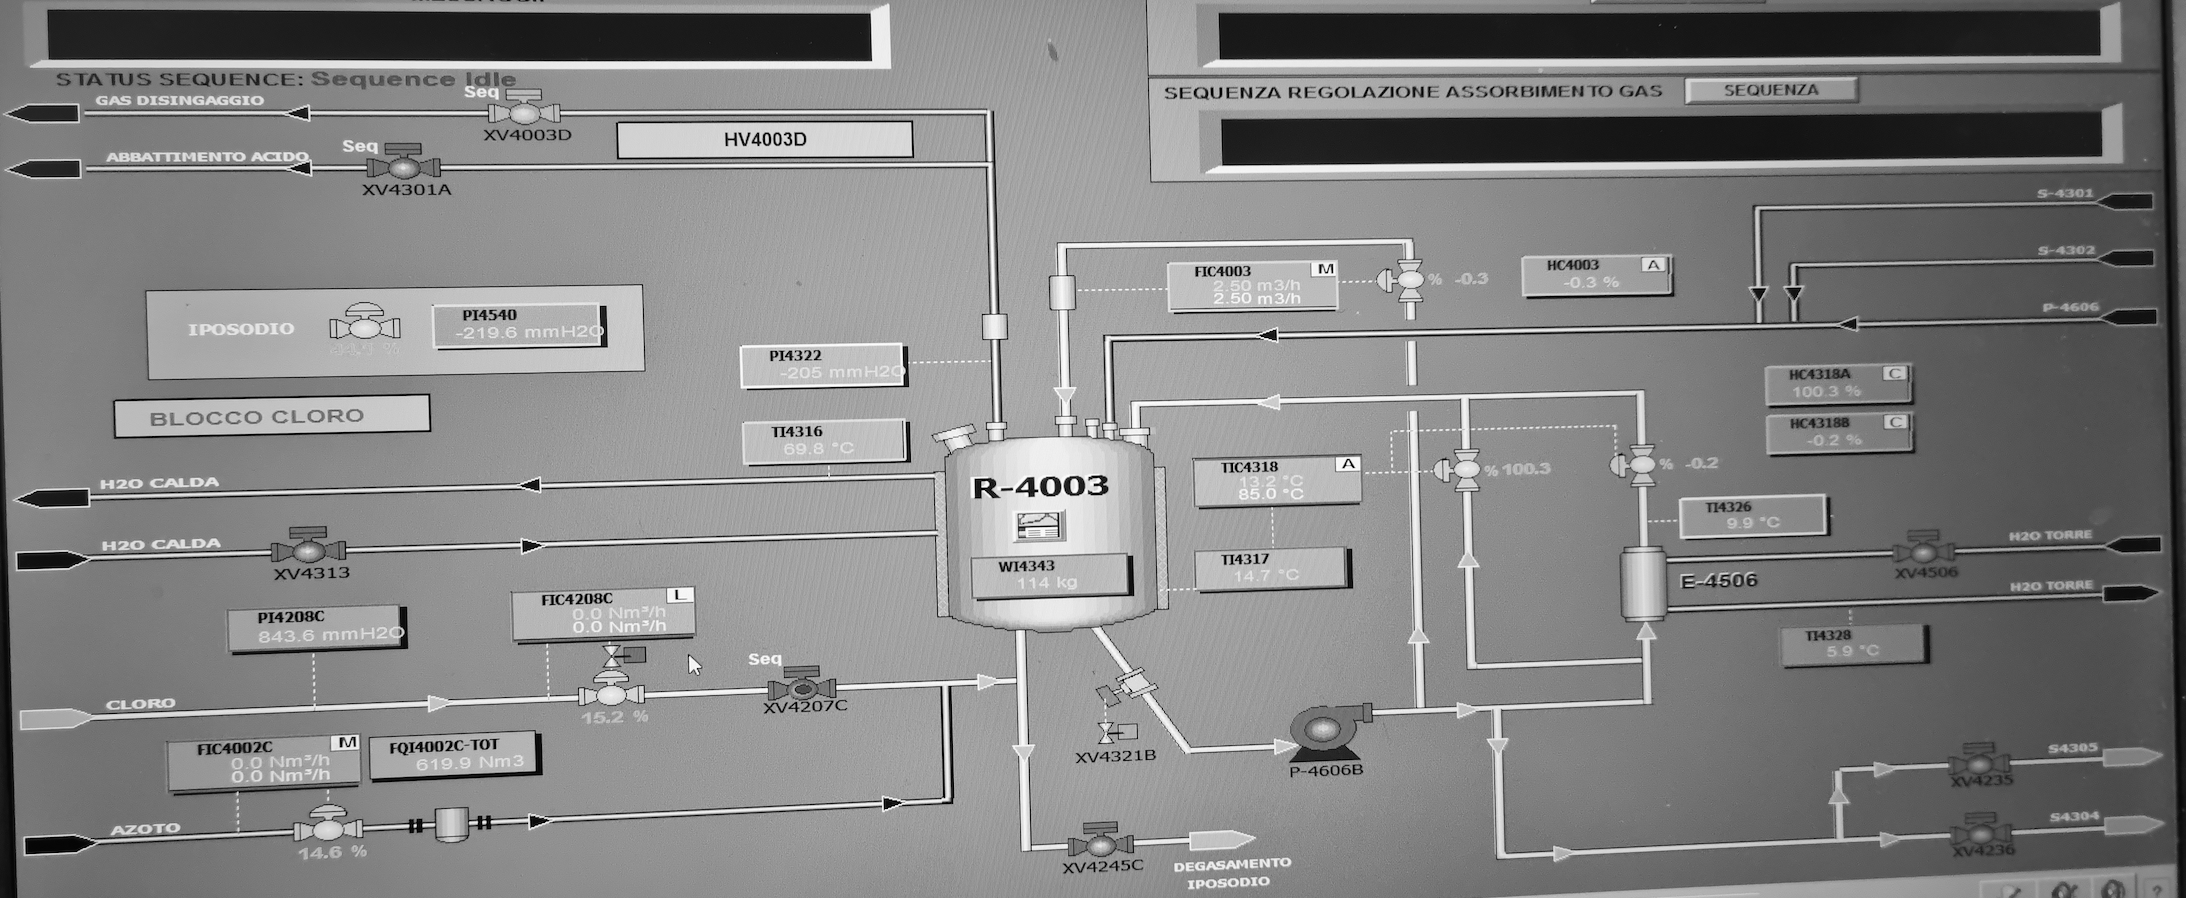 STATUS SEQUENCE: Sequence Idle
SEQUENZA REGOLAZIONE ASSORBIMENTO GAS
SEQUENZA
GAS DISINGAGGIO
Seq
XV4003D
HV4003D
ABBATTIMENTO ACIDO
Seq
XV4301A
S-4301
S-4302
P-4606
FIC4003
M
2.50 m3/h
2.50 m3/h
% -0.3
HC4003
A
-0.3 %
IPOSODIO
PI4540
-219.6 mmH2O
PI4322
-205 mmH2O
HC4318A
C
100.3 %
HC4318B
C
-0.2 %
BLOCCO CLORO
TI4316
69.8 °C
R-4003
TIC4318
A
13.2 °C
85.0 °C
% 100.3
% -0.2
H2O CALDA
H2O CALDA
XV4313
WI4343
114 kg
TI4317
14.7 °C
TI4326
9.9 °C
H2O TORRE
XV4506
E-4506
H2O TORRE
TI4328
5.9 °C
PI4208C
843.6 mmH2O
FIC4208C
L
0.0 Nm³/h
0.0 Nm³/h
Seq
CLORO
15.2 %
XV4207C
XV4321B
P-4606B
FIC4002C
M
0.0 Nm³/h
0.0 Nm³/h
FQI4002C-TOT
619.9 Nm3
AZOTO
14.6 %
XV4245C
DEGASAMENTO
IPOSODIO
S4305
XV4235
S4304
XV4236
?